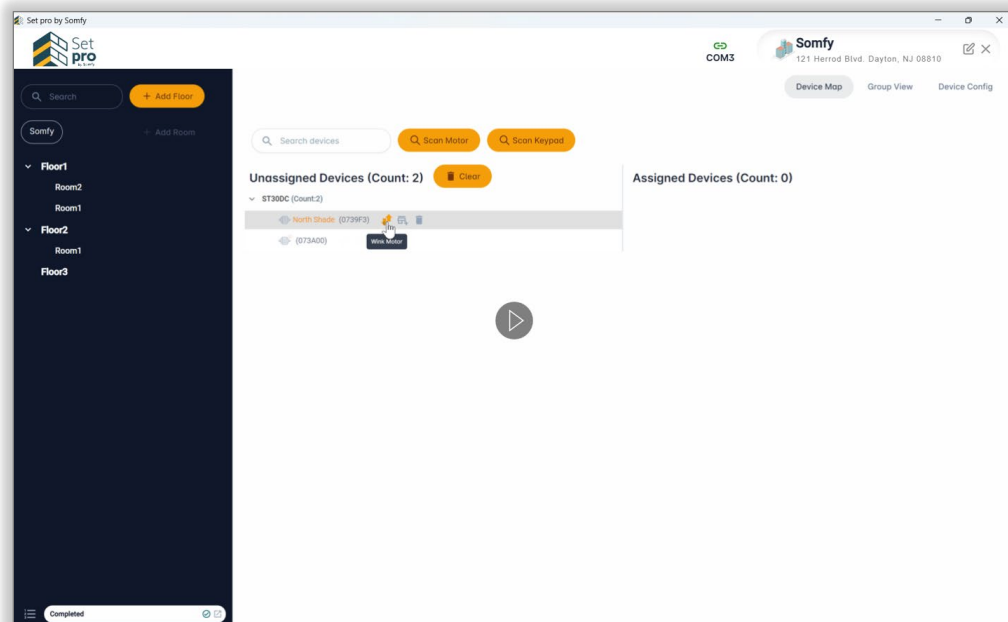 Set pro by Somfy
Set
pro
by Somfy
COM3
Somfy
121 Herrod Blvd. Dayton, NJ 08810
Device Map Group View Device Config
Search + Add Floor
Somfy + Add Room
Floor1
Room2
Room1
Floor2
Room1
Floor3
Search devices Scan Motor Scan Keypad
Unassigned Devices (Count: 2) Clear
ST30DC (Count:2)
North Shade (0739F3)
(073A00)
Wink Motor
Assigned Devices (Count: 0)
Completed